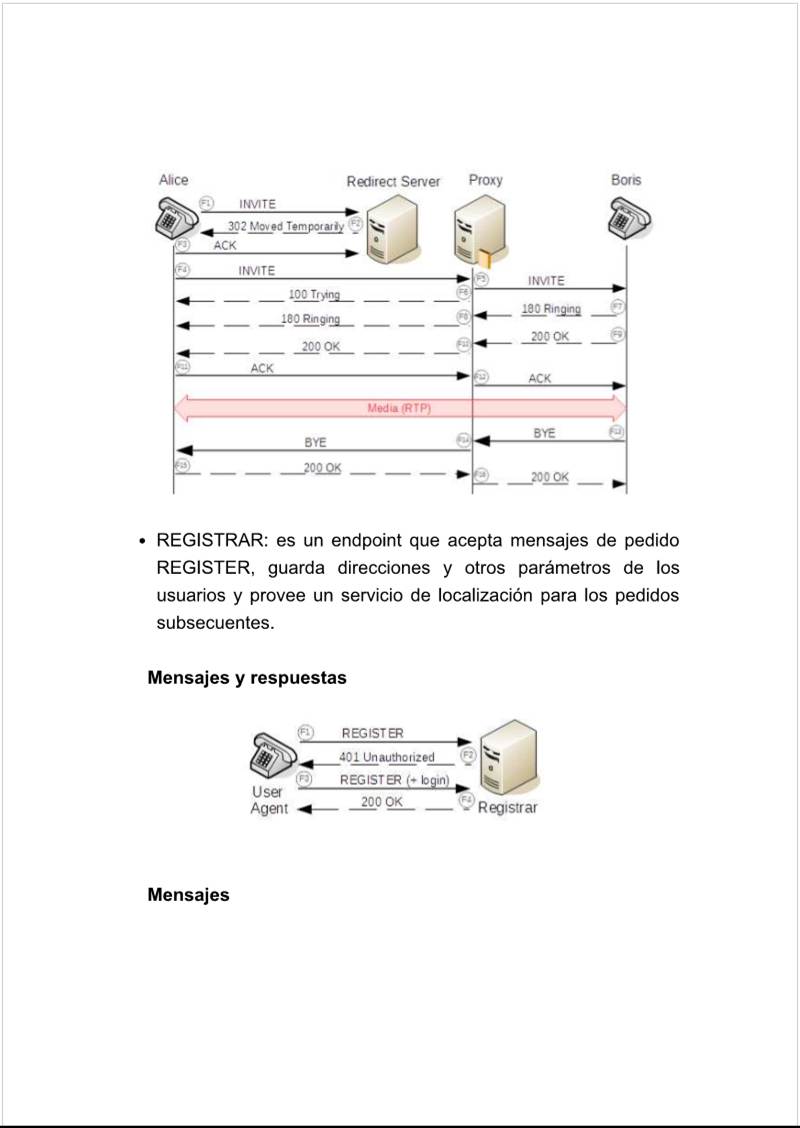 Alice Redirect Server Proxy Boris
F1 INVITE
302 Moved Temporarily F2
F3 ACK
F4 INVITE F5 INVITE
100 Trying F6
180 Ringing F7
180 Ringing F8
200 OK F9
200 OK F10
F11 ACK
F12 ACK
Media (RTP)
BYE F13
BYE F14
F15 200 OK
F16 200 OK
• REGISTRAR: es un endpoint que acepta mensajes de pedido
REGISTER, guarda direcciones y otros parámetros de los
usuarios y provee un servicio de localización para los pedidos
subsecuentes.
Mensajes y respuestas
F1 REGISTER
401 Unauthorized F2
F3 REGISTER (+ login)
200 OK F4
User
Agent
Registrar
Mensajes